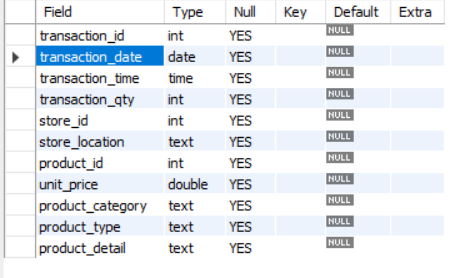 Field Type Null Key Default Extra
transaction_id int YES NULL
transaction_date date YES NULL
transaction_time time YES NULL
transaction_qty int YES NULL
store_id int YES NULL
store_location text YES NULL
product_id int YES NULL
unit_price double YES NULL
product_category text YES NULL
product_type text YES NULL
product_detail text YES NULL